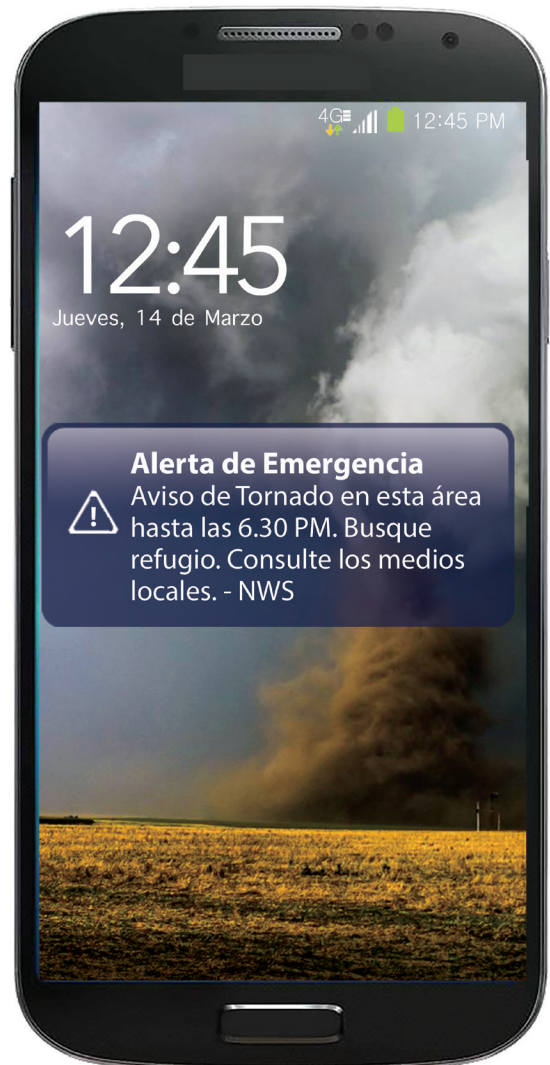 4G 12:45 PM
12:45
Jueves, 14 de Marzo
Alerta de Emergencia
Aviso de Tornado en esta área
hasta las 6.30 PM. Busque
refugio. Consulte los medios
locales. - NWS